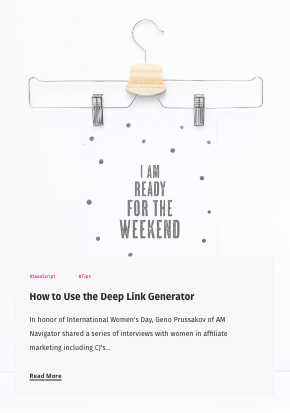 I AM
READY
FOR THE
WEEKEND
#JavaScript #Tips
How to Use the Deep Link Generator
In honor of International Women's Day, Geno Prussakov of AM
Navigator shared a series of interviews with women in affiliate
marketing including CJ's...
Read More